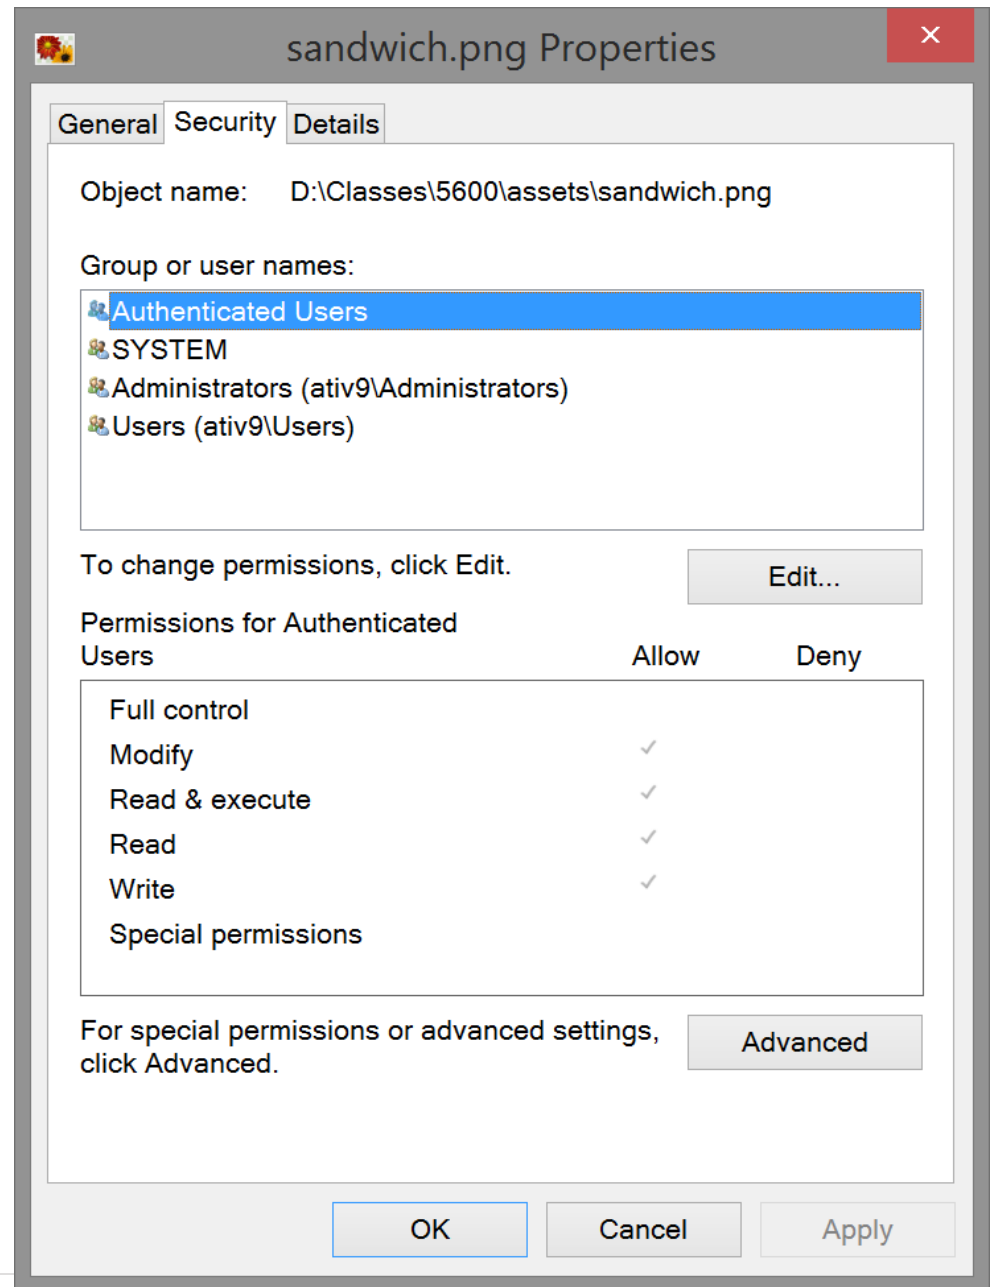 sandwich.png Properties
General Security Details
Object name: D:\Classes\5600\assets\sandwich.png
Group or user names:
Authenticated Users
SYSTEM
Administrators (ativ9\Administrators)
Users (ativ9\Users)
To change permissions, click Edit.
Edit...
Permissions for Authenticated
Users Allow Deny
Full control
Modify
Read & execute
Read
Write
Special permissions
For special permissions or advanced settings,
click Advanced.
Advanced
OK Cancel Apply